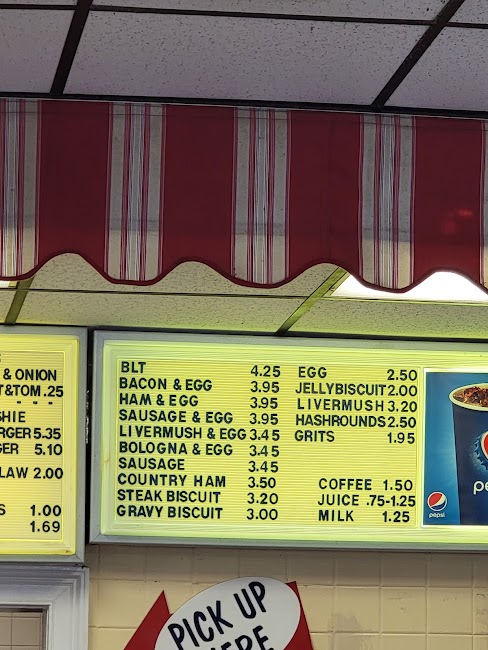 & ONION
T&TOM .25
SHIE
RGER 5.35
GER 5.10
LAW 2.00
S 1.00
1.69
BLT 4.25
BACON & EGG 3.95
HAM & EGG 3.95
SAUSAGE & EGG 3.95
LIVERMUSH & EGG 3.45
BOLOGNA & EGG 3.45
SAUSAGE 3.45
COUNTRY HAM 3.50
STEAK BISCUIT 3.20
GRAVY BISCUIT 3.00
EGG 2.50
JELLYBISCUIT 2.00
LIVERMUSH 3.20
HASHROUNDS 2.50
GRITS 1.95
COFFEE 1.50
JUICE .75-1.25
MILK 1.25
pe
pepsi
PICK UP
HERE